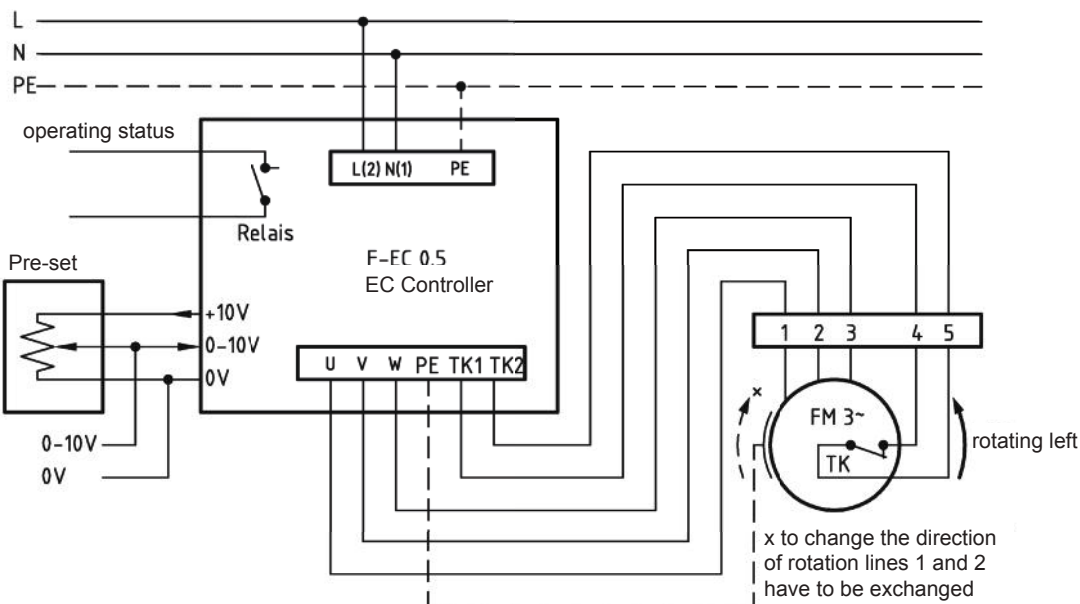 L
N
PE
operating status
L(2) N(1) PE
Relais
Pre-set
F-EC 0.5
EC Controller
+10V
0-10V
0V
U V W PE TK1 TK2
1 2 3 4 5
x
FM 3~
TK
rotating left
0-10V
0V
x to change the direction
of rotation lines 1 and 2
have to be exchanged